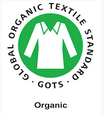 GLOBAL ORGANIC TEXTILE STANDARD
· GOTS ·
Organic